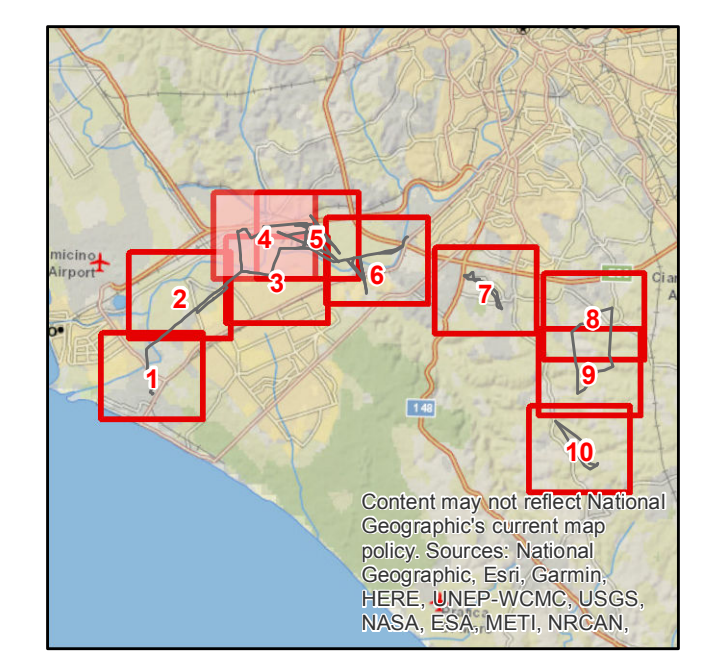 micino
Airport
o•
4
5
3
6
2
7
Cia
A
8
1
9
148
10
Content may not reflect National
Geographic's current map
policy. Sources: National
Geographic, Esri, Garmin,
HERE, UNEP-WCMC, USGS,
NASA, ESA, METI, NRCAN,